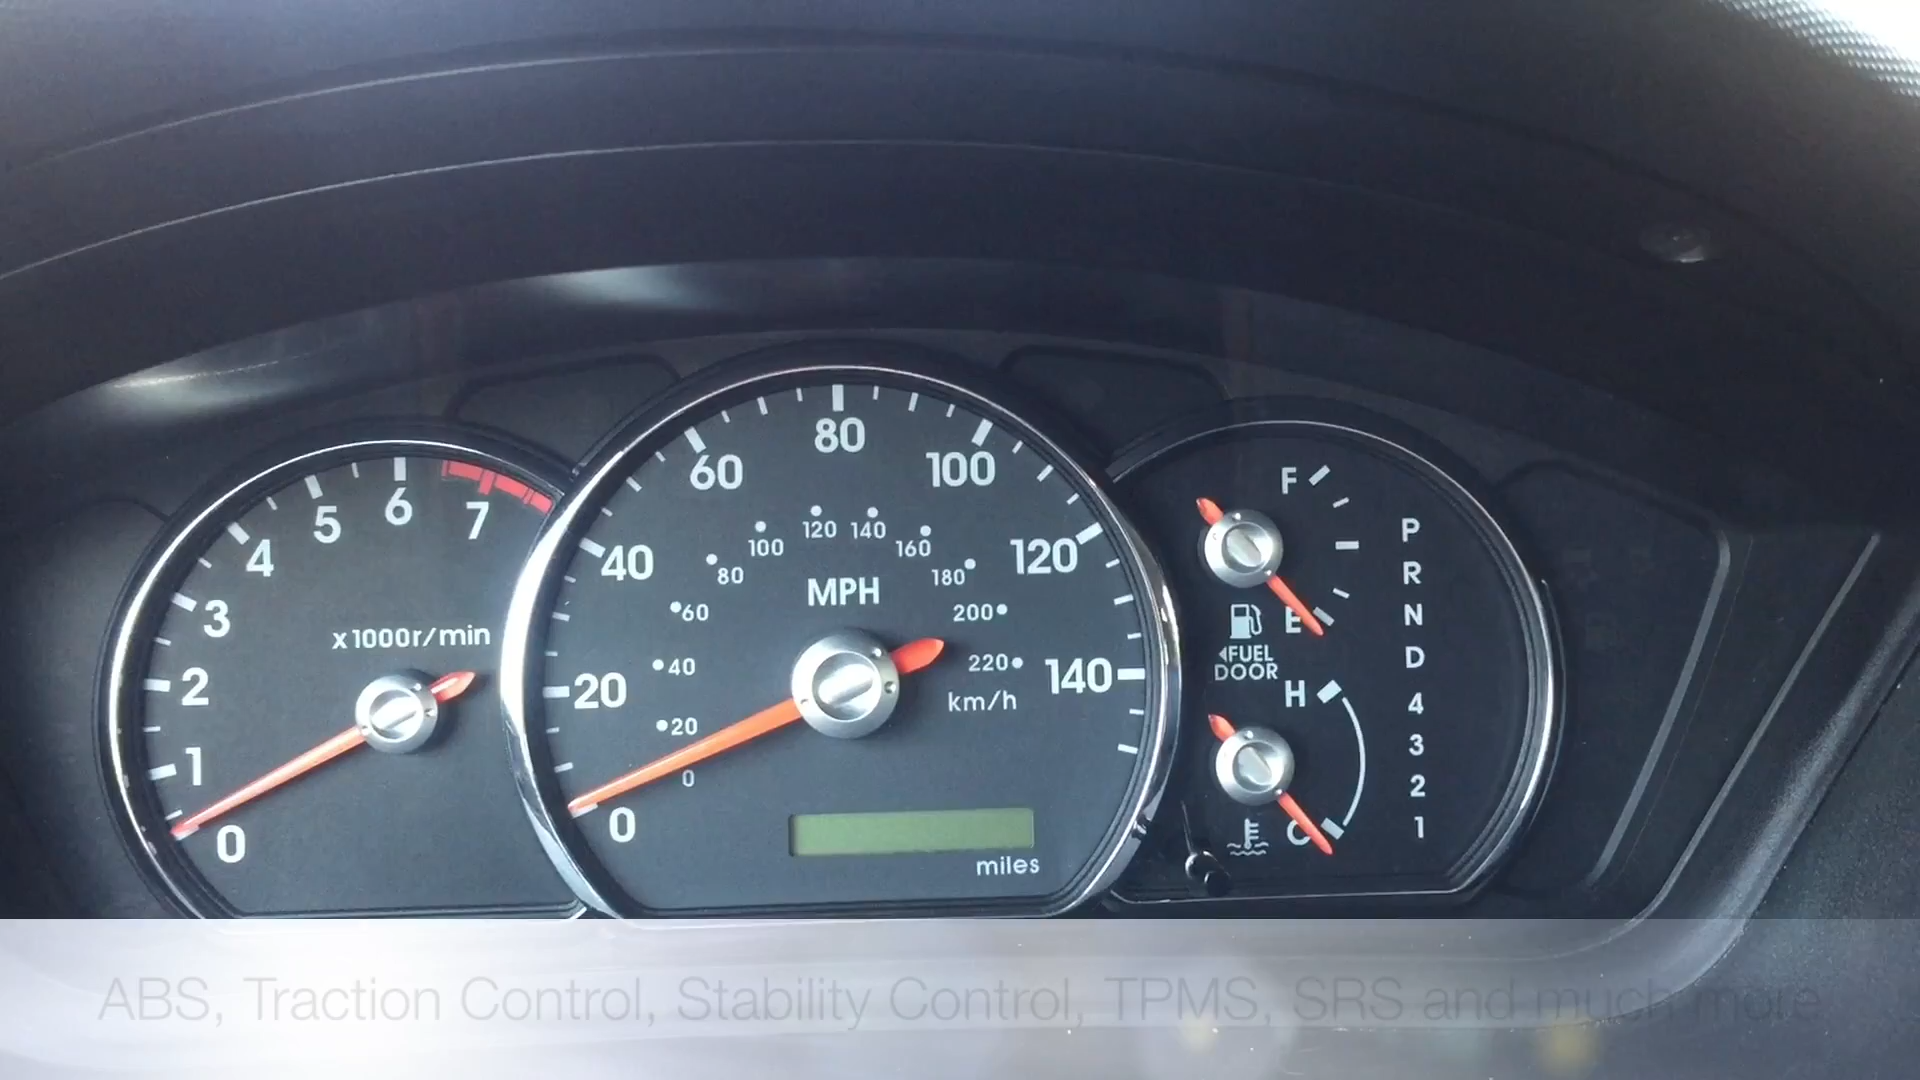 0
1
2
3
4
5
6
7
x1000r/min
0
20
40
60
80
100
120
140
MPH
0
20
40
60
80
100
120
140
160
180
200
220
km/h
miles
F
E
◀FUEL
DOOR
H
C
P
R
N
D
4
3
2
1
ABS, Traction Control, Stability Control, TPMS, SRS and much more